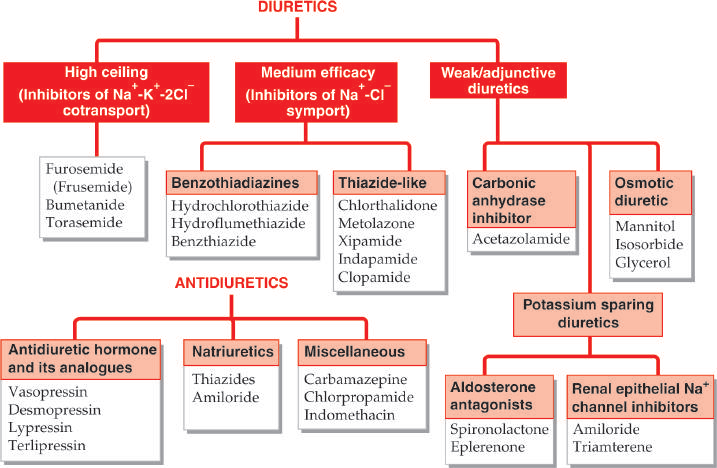 DIURETICS
High ceiling
(Inhibitors of Na⁺-K⁺-2Cl⁻
cotransport)
Medium efficacy
(Inhibitors of Na⁺-Cl⁻
symport)
Weak/adjunctive
diuretics
Furosemide
(Frusemide)
Bumetanide
Torasemide
Benzothiadiazines
Hydrochlorothiazide
Hydroflumethiazide
Benzthiazide
Thiazide-like
Chlorthalidone
Metolazone
Xipamide
Indapamide
Clopamide
Carbonic
anhydrase
inhibitor
Acetazolamide
Osmotic
diuretic
Mannitol
Isosorbide
Glycerol
Potassium sparing
diuretics
Aldosterone
antagonists
Spironolactone
Eplerenone
Renal epithelial Na⁺
channel inhibitors
Amiloride
Triamterene
ANTIDIURETICS
Antidiuretic hormone
and its analogues
Vasopressin
Desmopressin
Lypressin
Terlipressin
Natriuretics
Thiazides
Amiloride
Miscellaneous
Carbamazepine
Chlorpropamide
Indomethacin